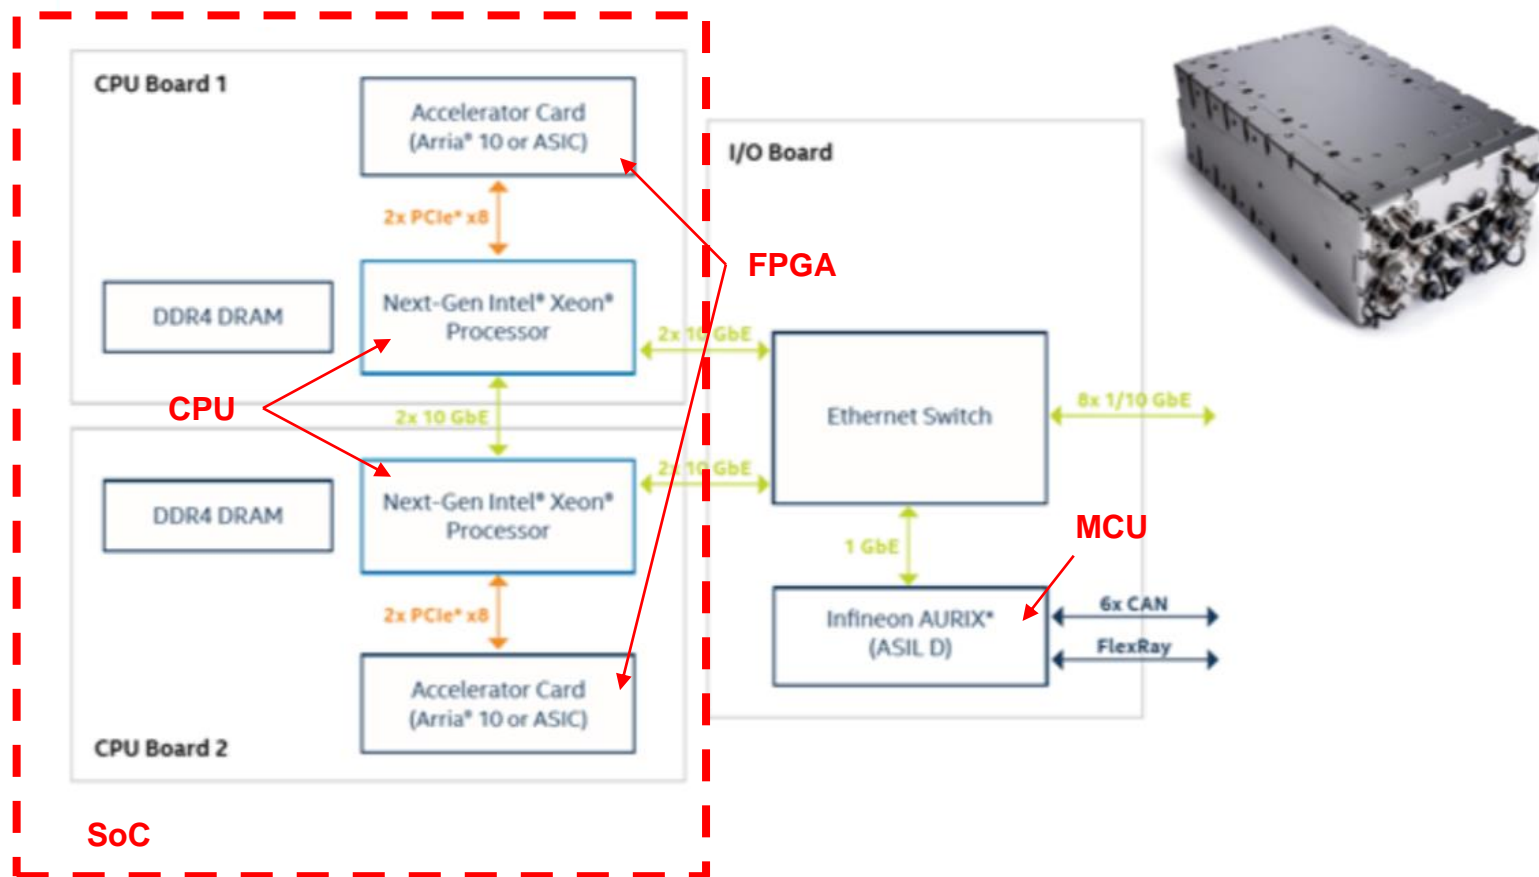 CPU Board 1
Accelerator Card
(Arria® 10 or ASIC)
2x PCIe® x8
DDR4 DRAM
Next-Gen Intel® Xeon®
Processor
CPU
2x 10 GbE
DDR4 DRAM
Next-Gen Intel® Xeon®
Processor
2x PCIe® x8
Accelerator Card
(Arria® 10 or ASIC)
CPU Board 2
SoC
FPGA
I/O Board
2x 10 GbE
2x 10 GbE
Ethernet Switch
8x 1/10 GbE
1 GbE
MCU
Infineon AURIX®
(ASIL D)
6x CAN
FlexRay